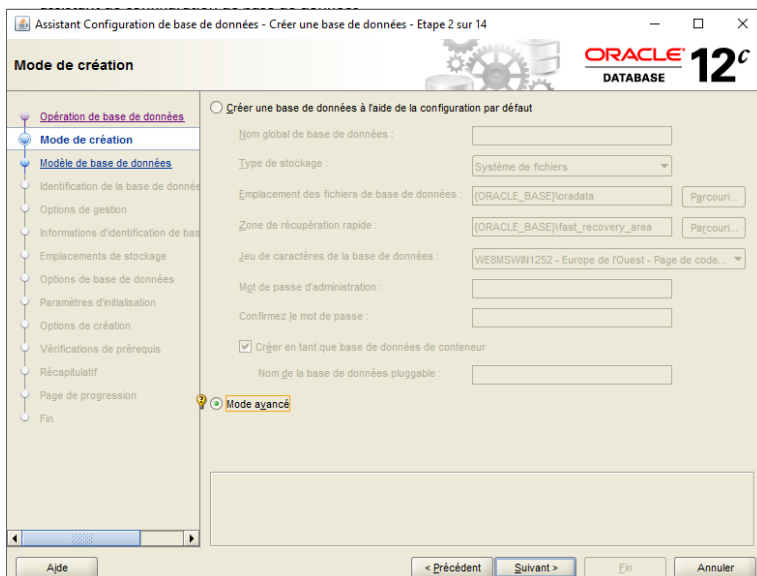 assistant de configuration de base de données
Assistant Configuration de base de données - Créer une base de données - Etape 2 sur 14
Mode de création
ORACLE
DATABASE
12c
Opération de base de données
Mode de création
Modèle de base de données
Identification de la base de donnée
Options de gestion
Informations d'identification de bas
Emplacements de stockage
Options de base de données
Paramètres d'initialisation
Options de création
Vérifications de prérequis
Récapitulatif
Page de progression
Fin
Créer une base de données à l'aide de la configuration par défaut
Nom global de base de données :
Type de stockage :
Système de fichiers
Emplacement des fichiers de base de données :
{ORACLE_BASE}\oradata
Parcouri...
Zone de récupération rapide :
{ORACLE_BASE}\fast_recovery_area
Parcouri...
Jeu de caractères de la base de données :
WE8MSWIN1252 - Europe de l'Ouest - Page de code...
Mot de passe d'administration :
Confirmez le mot de passe :
Créer en tant que base de données de conteneur
Nom de la base de données pluggable :
Mode avancé
Aide
< Précédent
Suivant >
Fin
Annuler